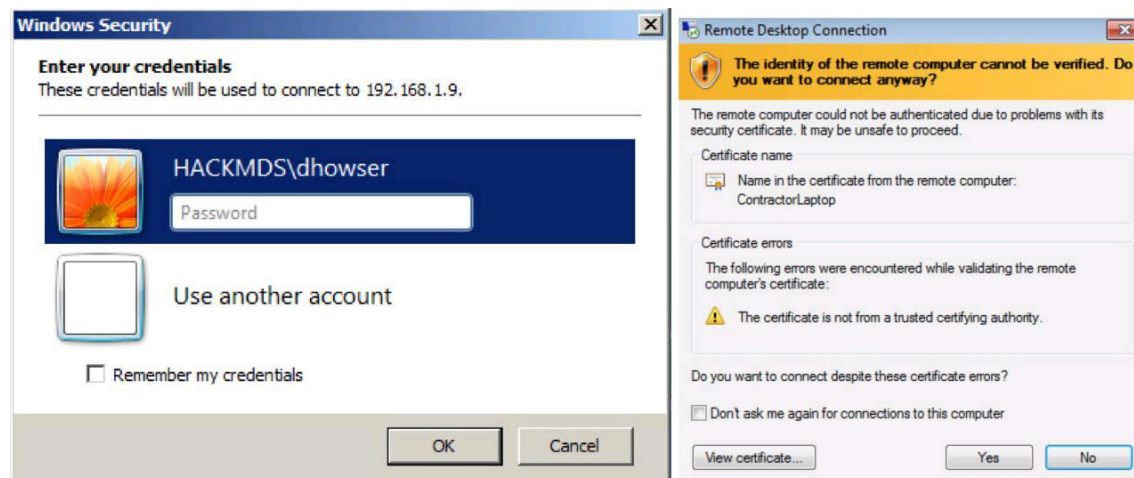 Windows Security
Enter your credentials
These credentials will be used to connect to 192.168.1.9.
HACKMDS\dhowser
Password
Use another account
Remember my credentials
OK
Cancel
Remote Desktop Connection
The identity of the remote computer cannot be verified. Do
you want to connect anyway?
The remote computer could not be authenticated due to problems with its
security certificate. It may be unsafe to proceed.
Certificate name
Name in the certificate from the remote computer:
ContractorLaptop
Certificate errors
The following errors were encountered while validating the remote
computer's certificate:
The certificate is not from a trusted certifying authority.
Do you want to connect despite these certificate errors?
Don't ask me again for connections to this computer
View certificate...
Yes
No